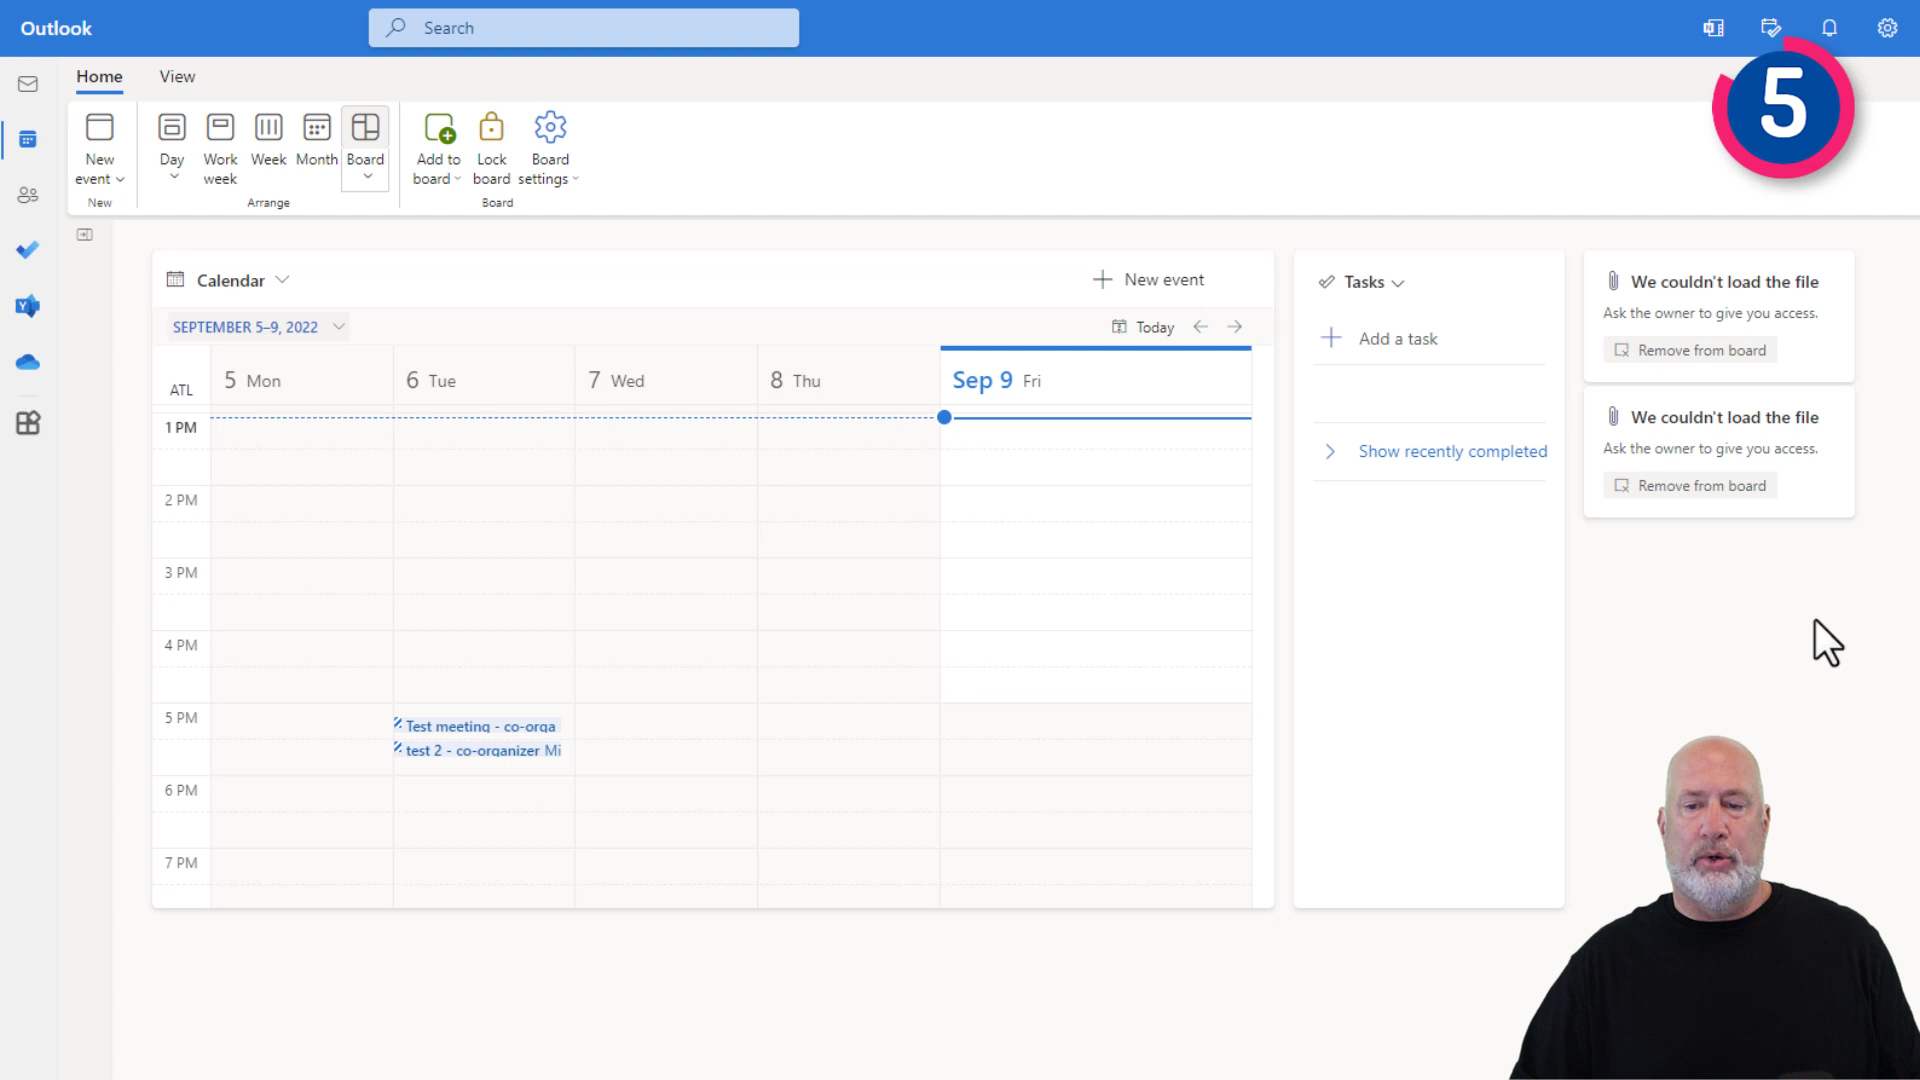 Outlook
Search
5
Home
View
New event
Day
Work week
Week
Month
Board
Add to board
Lock board
Board settings
New
Arrange
Board
Calendar
New event
SEPTEMBER 5–9, 2022
Today
ATL
5 Mon
6 Tue
7 Wed
8 Thu
Sep 9 Fri
1 PM
2 PM
3 PM
4 PM
5 PM
Test meeting - co-orga
test 2 - co-organizer Mi
6 PM
7 PM
Tasks
Add a task
Show recently completed
We couldn't load the file
Ask the owner to give you access.
Remove from board
We couldn't load the file
Ask the owner to give you access.
Remove from board